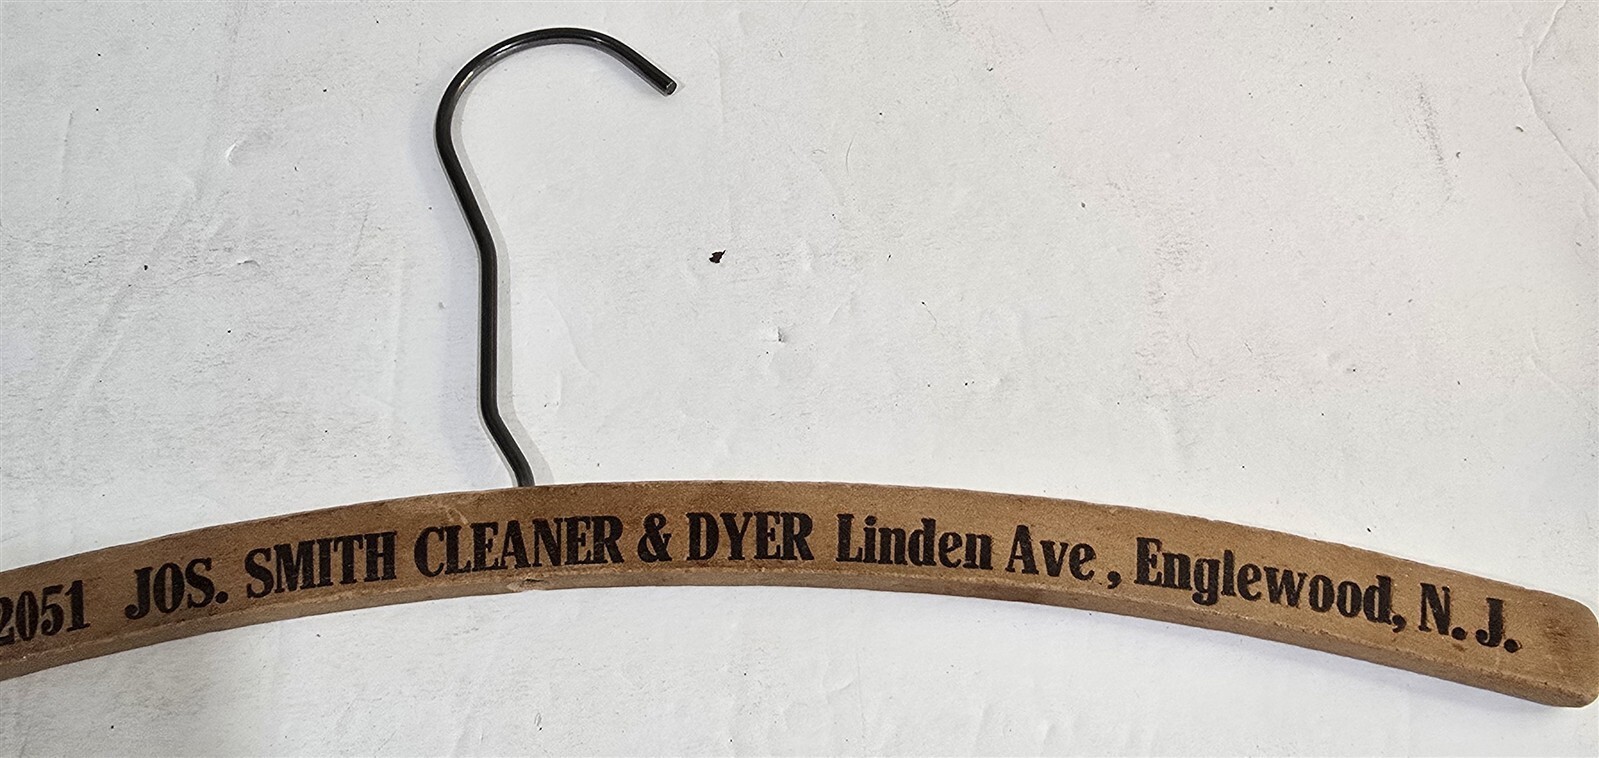 2051 JOS. SMITH CLEANER & DYER Linden Ave, Englewood, N. J.